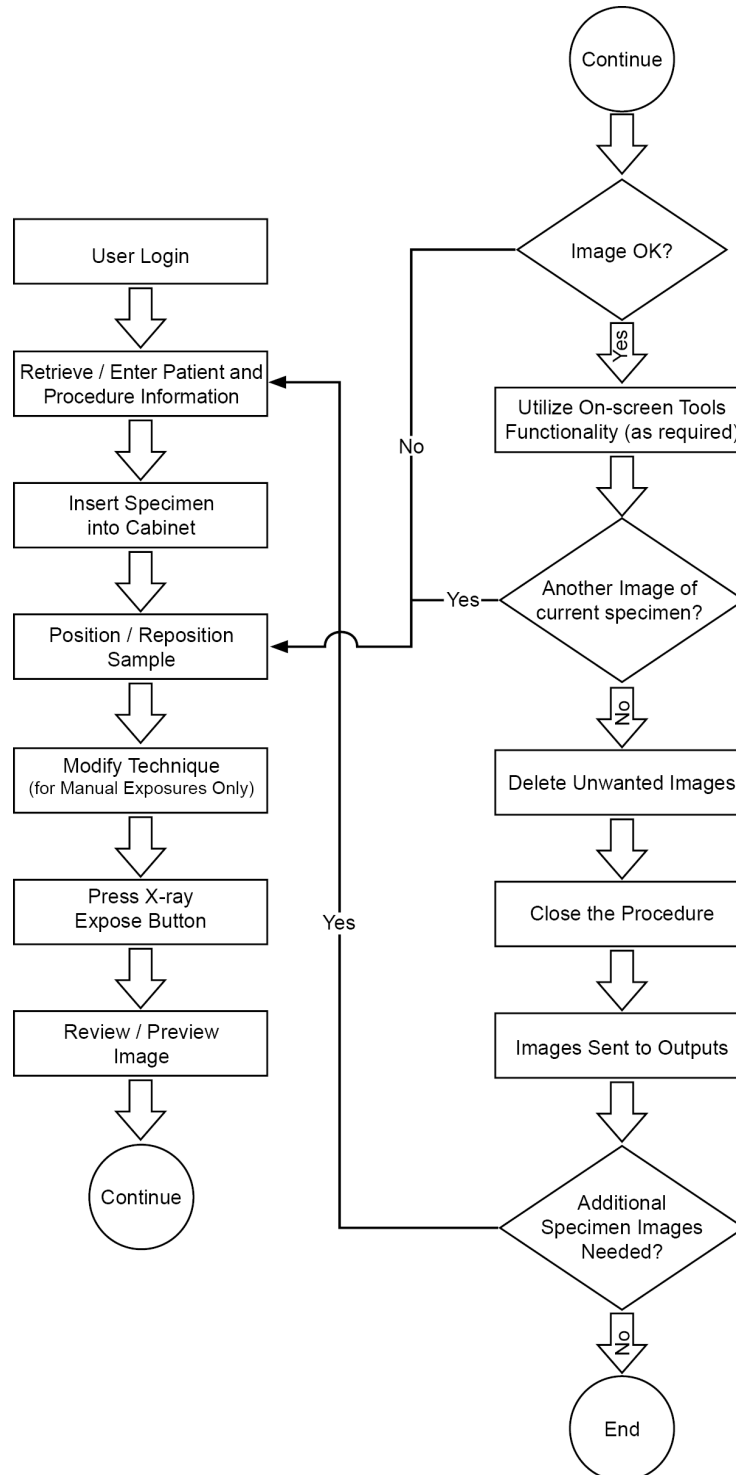 User Login
Retrieve / Enter Patient and
Procedure Information
Insert Specimen
into Cabinet
Position / Reposition
Sample
Modify Technique
(for Manual Exposures Only)
Press X-ray
Expose Button
Review / Preview
Image
Continue
Continue
Image OK?
No
Yes
Utilize On-screen Tools
Functionality (as required)
Another Image of
current specimen?
Yes
No
Delete Unwanted Images
Close the Procedure
Images Sent to Outputs
Additional
Specimen Images
Needed?
Yes
No
End